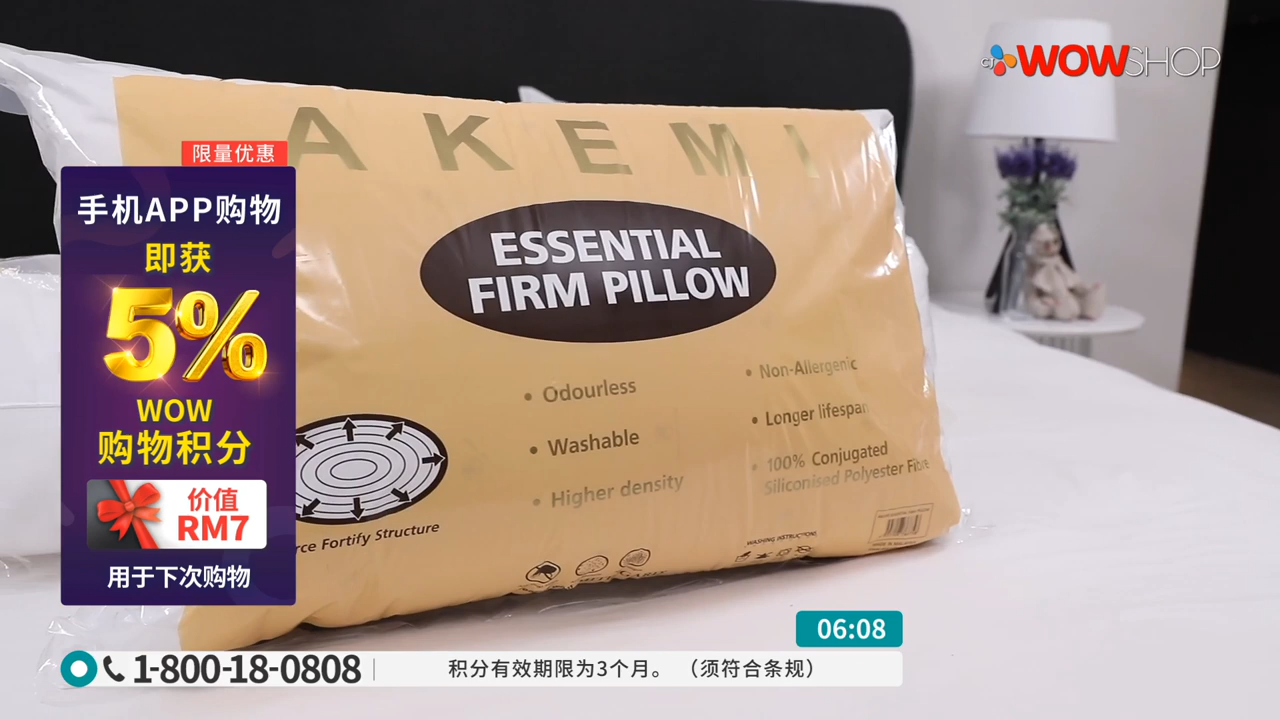 CJ WOWSHOP
AKEMI
ESSENTIAL
FIRM PILLOW
• Odourless
• Washable
• Higher density
• Non-Allergenic
• Longer lifespan
• 100% Conjugated
Siliconised Polyester Fibre
rce Fortify Structure
WASHING INSTRUCTIONS
限量优惠
手机APP购物
即获
5%
WOW
购物积分
价值
RM7
用于下次购物
06:08
1-800-18-0808
积分有效期限为3个月。（须符合条规）